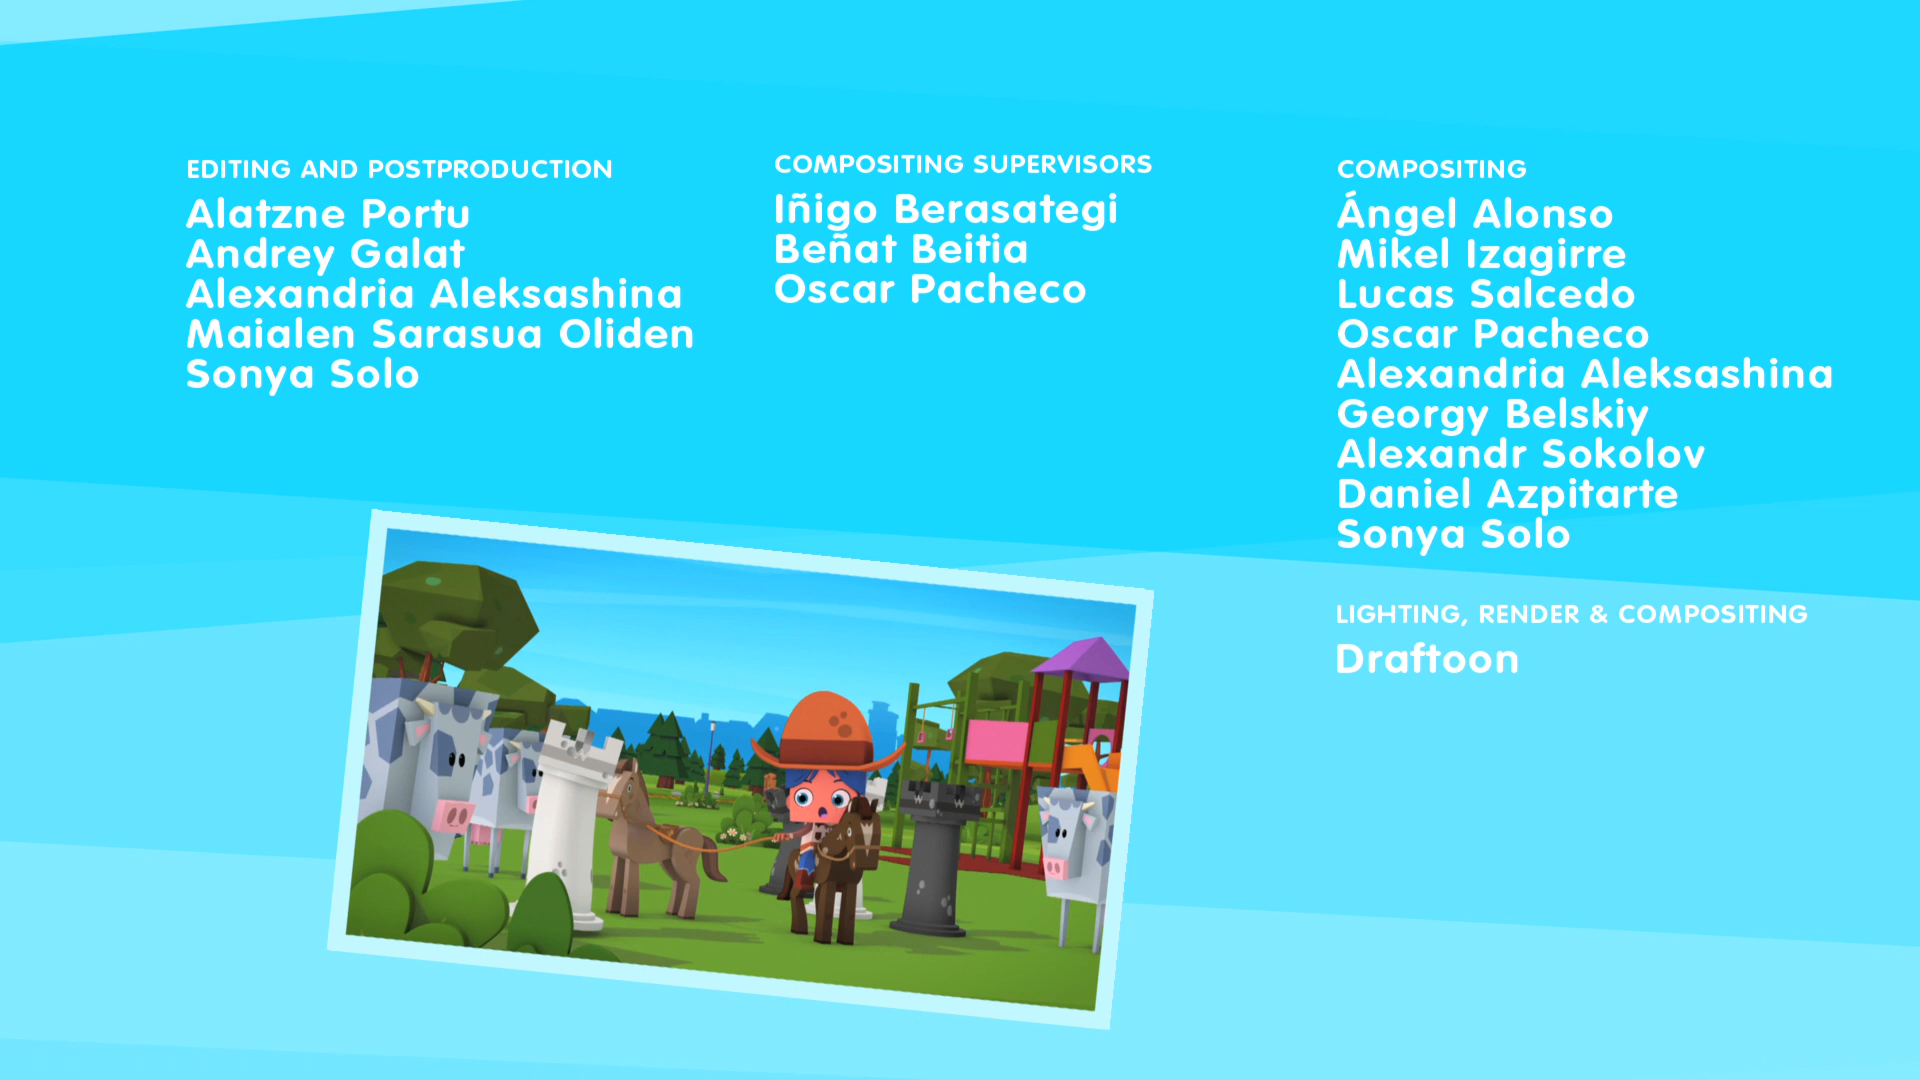 EDITING AND POSTPRODUCTION
Alatzne Portu
Andrey Galat
Alexandria Aleksashina
Maialen Sarasua Oliden
Sonya Solo
COMPOSITING SUPERVISORS
Iñigo Berasategi
Beñat Beitia
Oscar Pacheco
COMPOSITING
Ángel Alonso
Mikel Izagirre
Lucas Salcedo
Oscar Pacheco
Alexandria Aleksashina
Georgy Belskiy
Alexandr Sokolov
Daniel Azpitarte
Sonya Solo
LIGHTING, RENDER & COMPOSITING
Draftoon